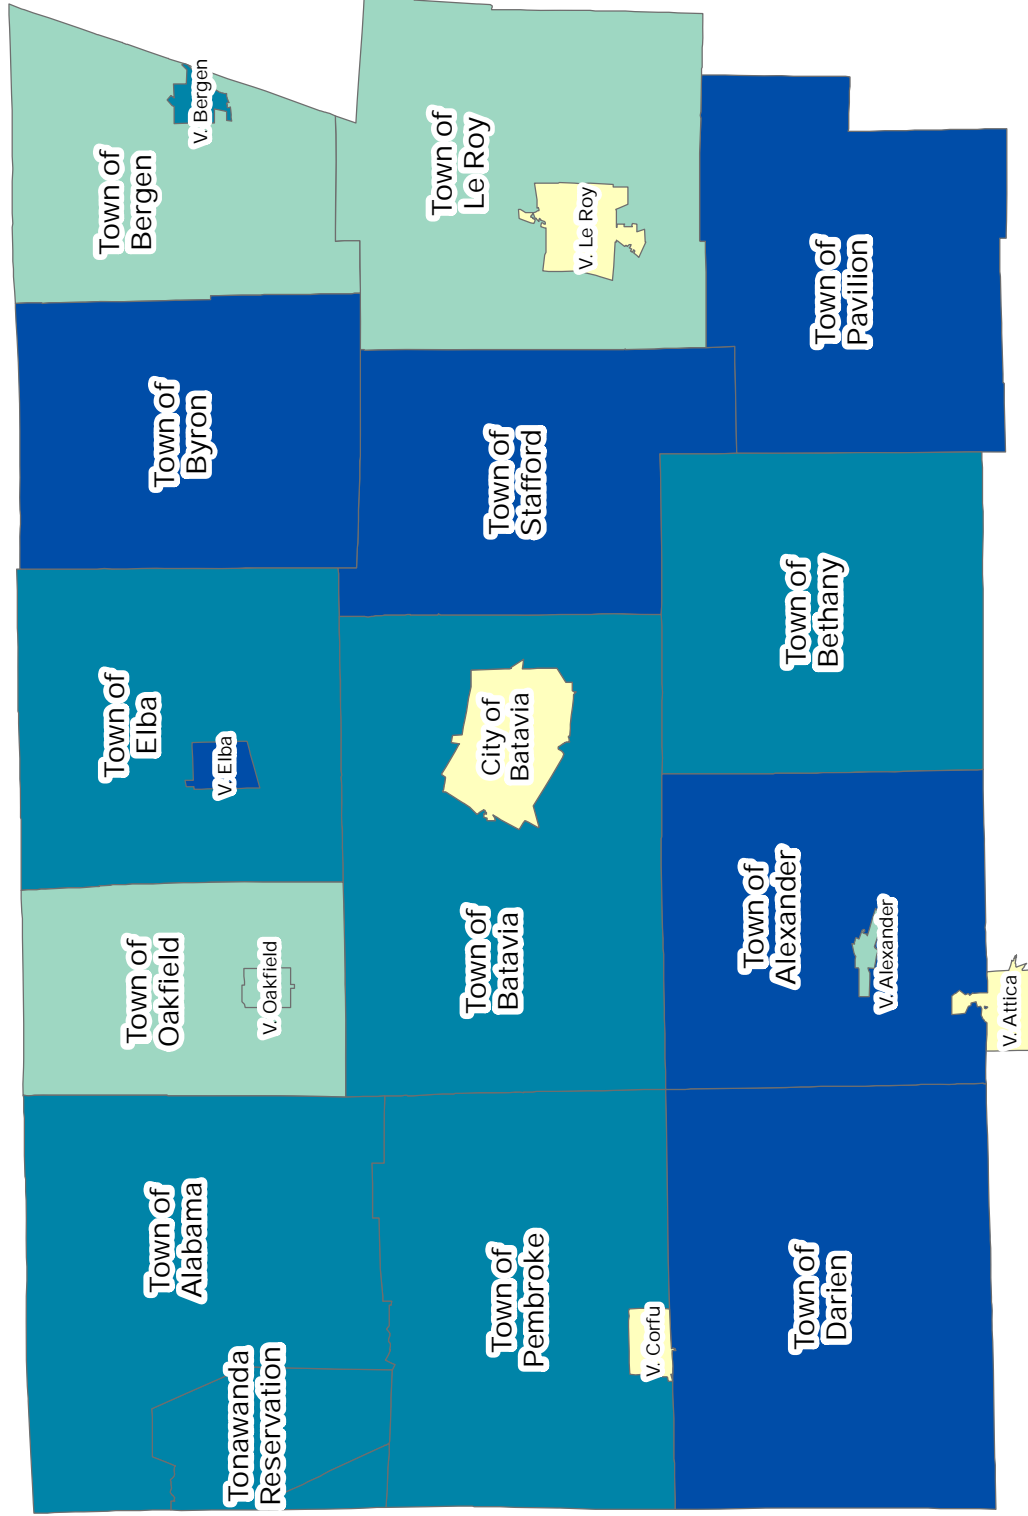 Town of
Alabama
Town of
Oakfield
V. Oakfield
Town of
Elba
V. Elba
Town of
Byron
Town of
Bergen
V. Bergen
Tonawanda
Reservation
Town of
Pembroke
V. Corfu
Town of
Batavia
City of
Batavia
Town of
Stafford
Town of
Le Roy
V. Le Roy
Town of
Darien
Town of
Alexander
V. Alexander
V. Attica
Town of
Bethany
Town of
Pavilion